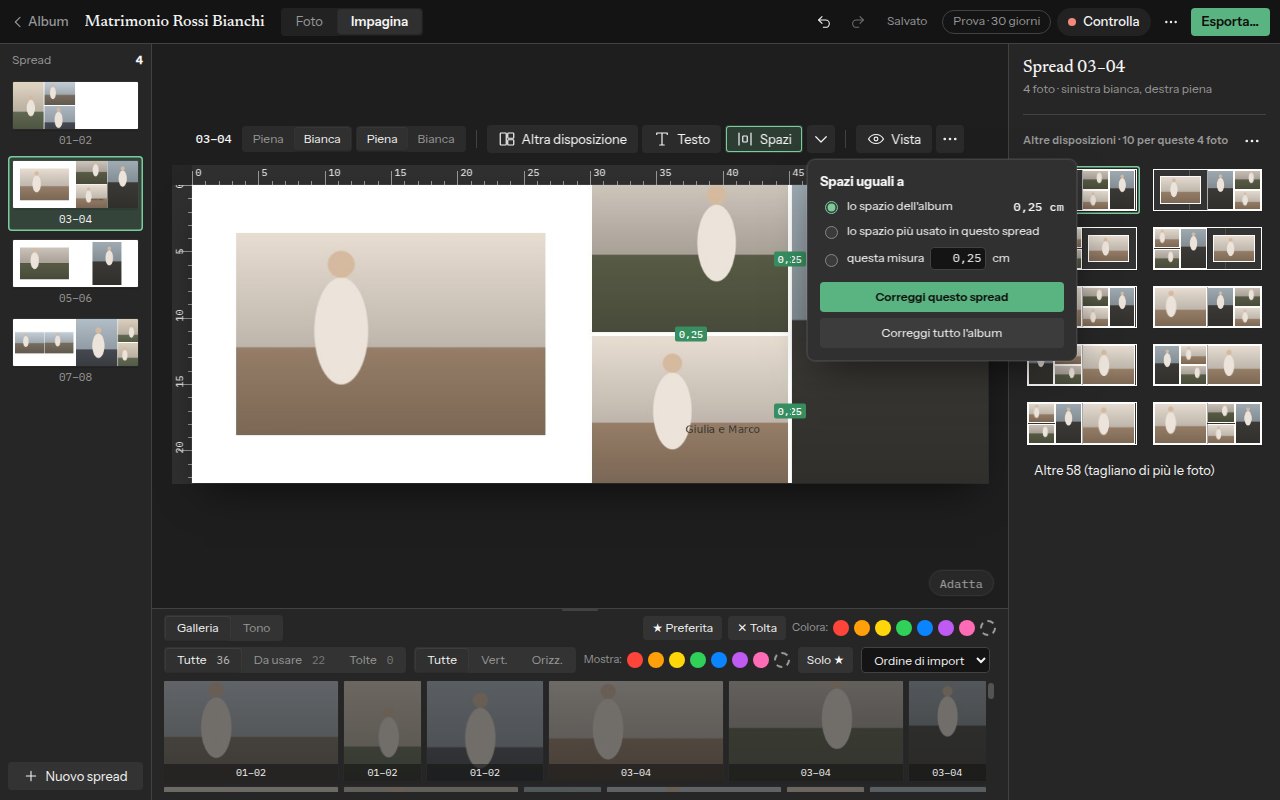 Album
Matrimonio Rossi Bianchi
Foto
Impagina
Salvato
Prova · 30 giorni
Controla
Esporta…
Spread
4
01–02
03–04
05–06
07–08
Nuovo spread
03–04
Piena
Bianca
Piena
Bianca
Altra disposizione
Testo
Spazi
Vista
0
5
10
15
20
25
30
35
40
45
0
5
10
15
20
0,25
0,25
0,25
Giulia e Marco
Spazi uguali a
lo spazio dell'album
0,25 cm
lo spazio più usato in questo spread
questa misura
0,25
cm
Correggi questo spread
Correggi tutto l'album
Adatta
Spread 03–04
4 foto · sinistra bianca, destra piena
Altre disposizioni · 10 per queste 4 foto
Altre 58 (tagliano di più le foto)
Galleria
Tono
★ Preferita
✕ Tolta
Colora:
Tutte 36
Da usare 22
Tolte 0
Tutte
Vert.
Orizz.
Mostra:
Solo ★
Ordine di import
01–02
01–02
01–02
03–04
03–04
03–04